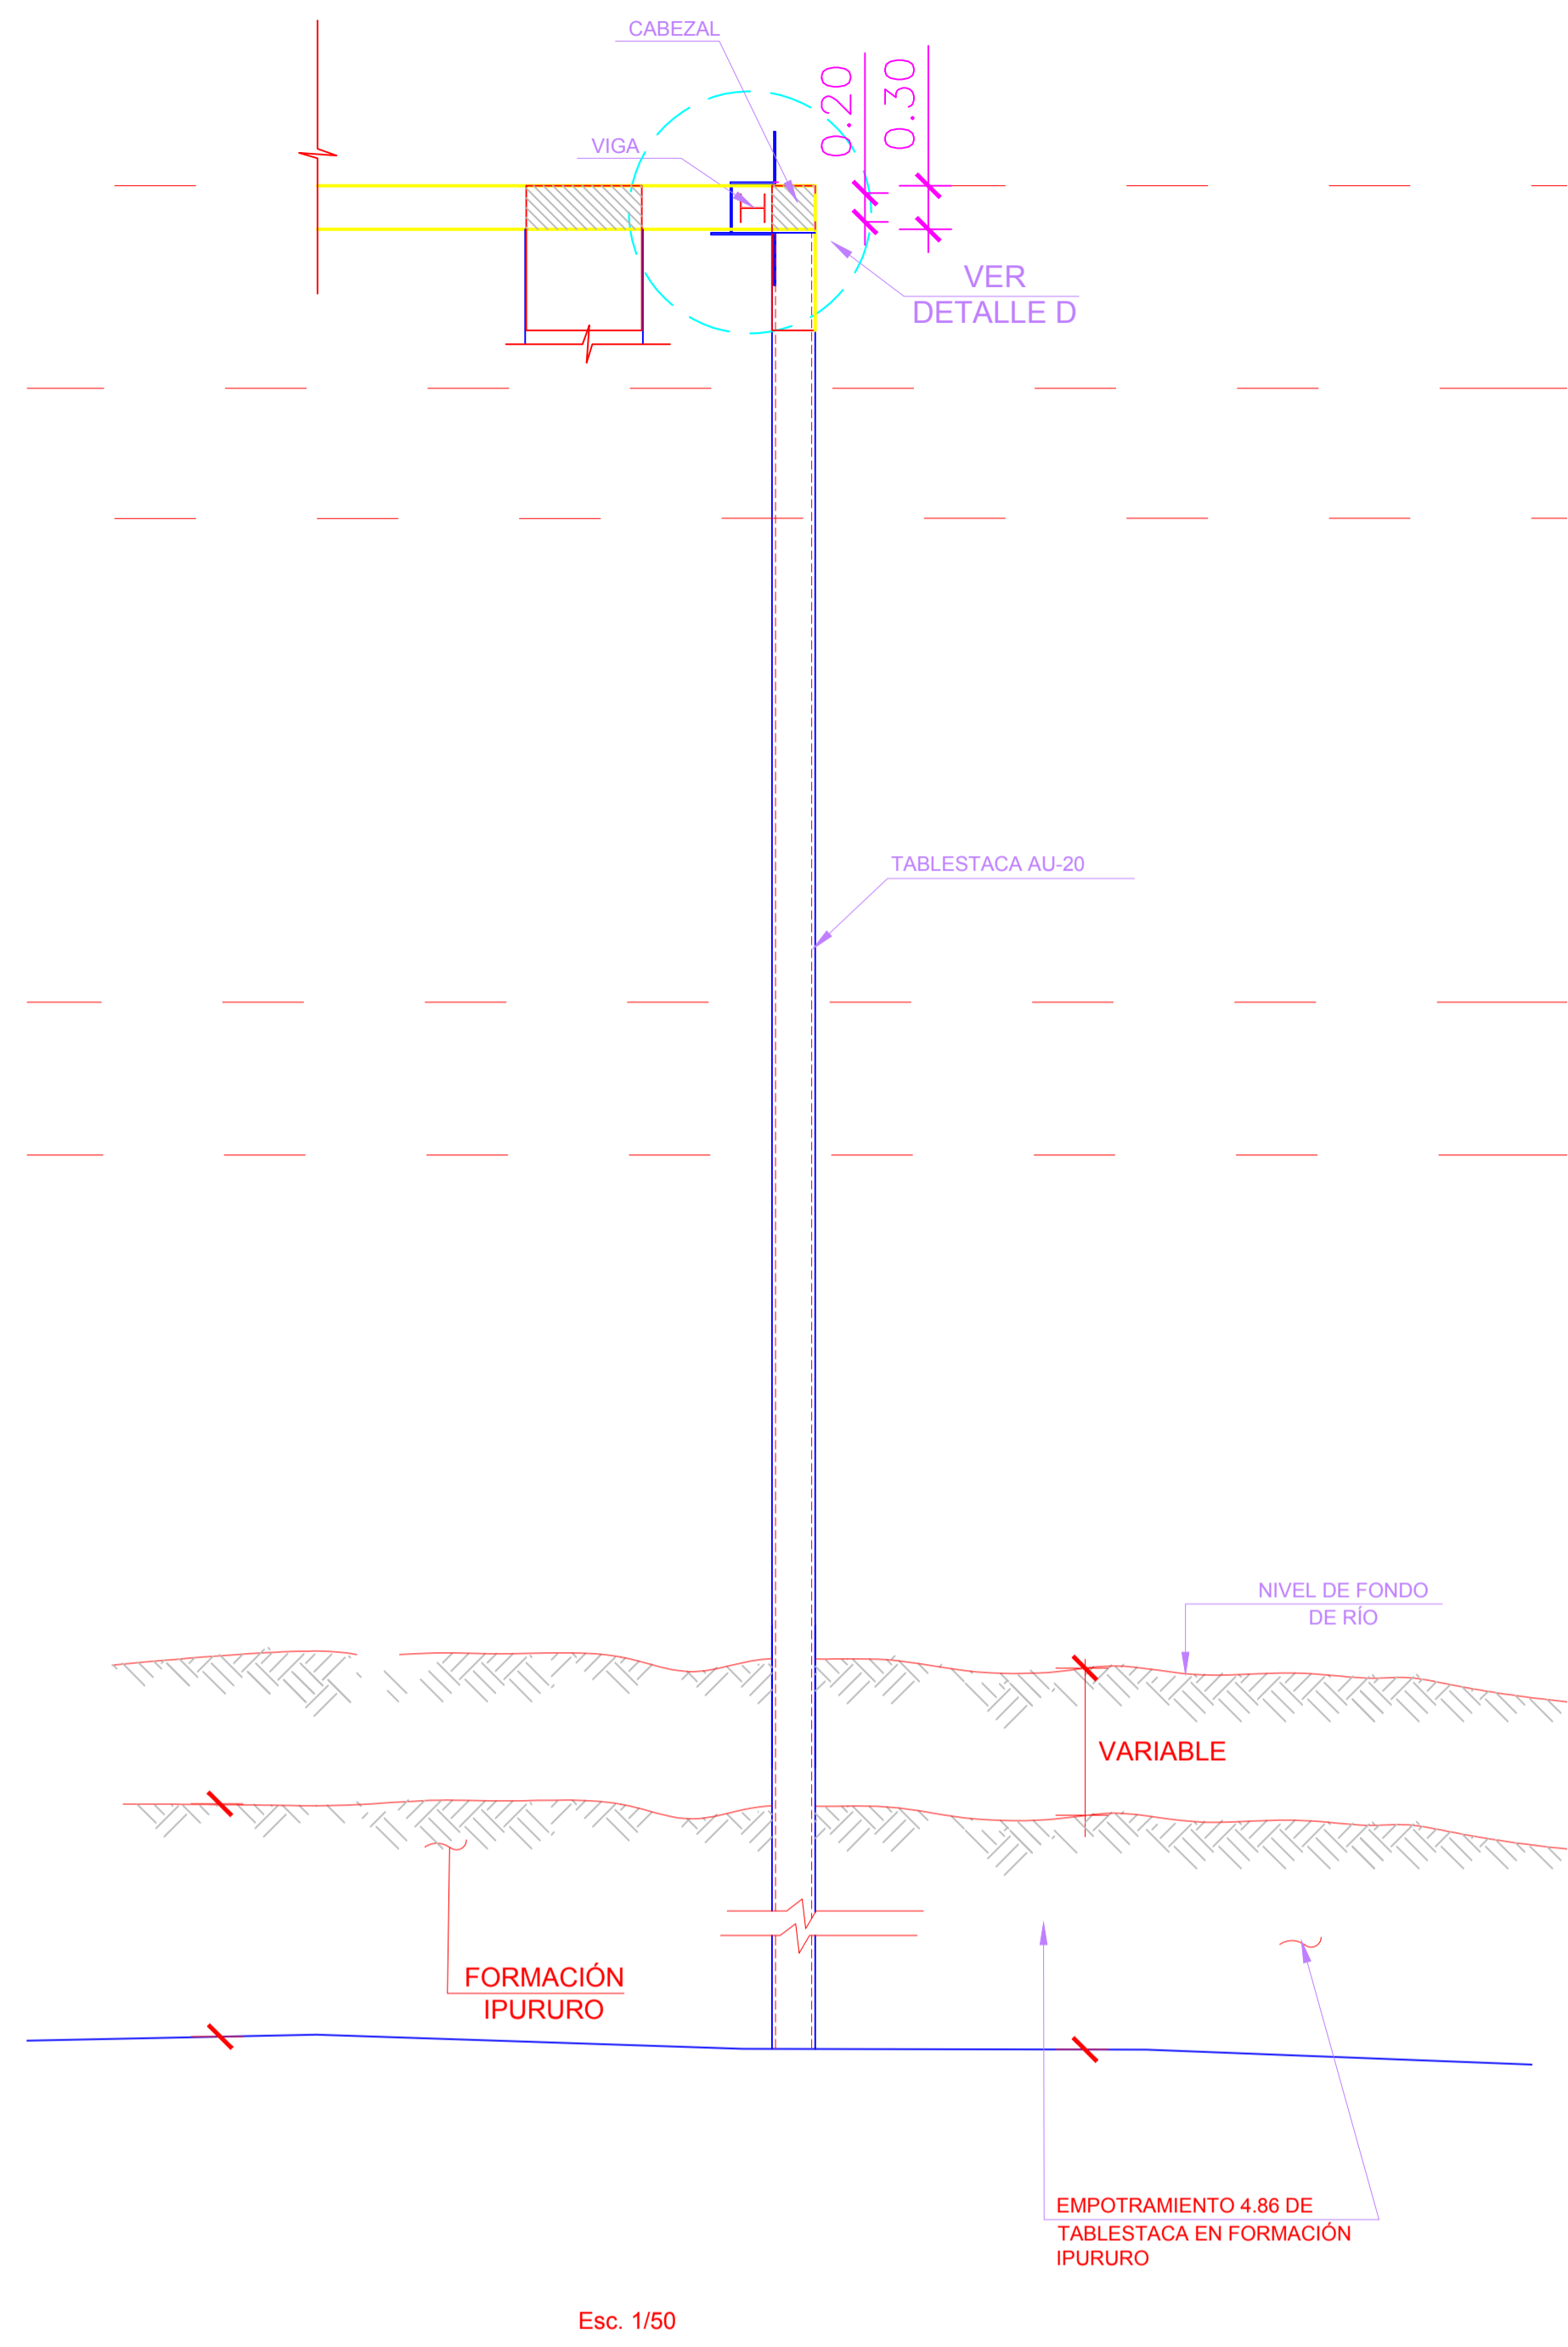 CABEZAL
0.20
0.30
VIGA
VER
DETALLE D
TABLESTACA AU-20
NIVEL DE FONDO
DE RÍO
VARIABLE
FORMACIÓN
IPURURO
EMPOTRAMIENTO 4.86 DE
TABLESTACA EN FORMACIÓN
IPURURO
Esc. 1/50